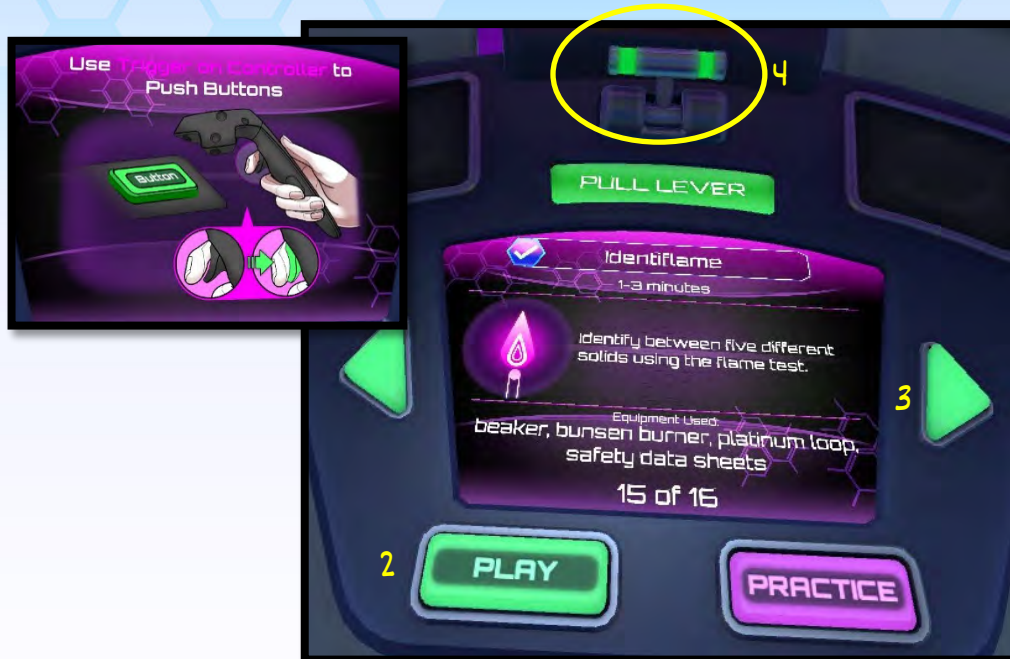 Use Trigger on Controller to
Push Buttons
Button
4
PULL LEVER
Identiflame
1-3 minutes
Identify between five different
solids using the flame test.
Equipment Used:
beaker, bunsen burner, platinum loop,
safety data sheets
15 of 16
3
2
PLAY
PRACTICE